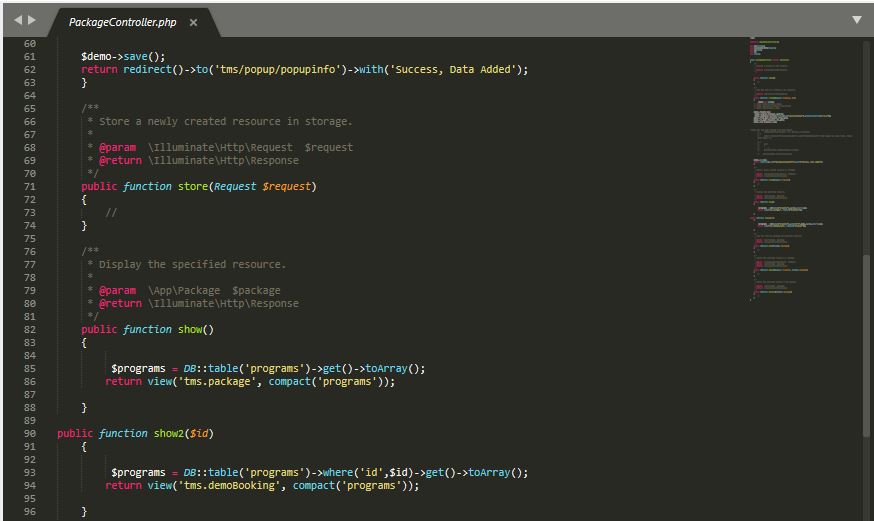 PackageController.php ×
60
61 $demo->save();
62 return redirect()->to('tms/popup/popupinfo')->with('Success, Data Added');
63 }
64
65 /**
66 * Store a newly created resource in storage.
67 *
68 * @param \Illuminate\Http\Request $request
69 * @return \Illuminate\Http\Response
70 */
71 public function store(Request $request)
72 {
73 //
74 }
75
76 /**
77 * Display the specified resource.
78 *
79 * @param \App\Package $package
80 * @return \Illuminate\Http\Response
81 */
82 public function show()
83 {
84
85 $programs = DB::table('programs')->get()->toArray();
86 return view('tms.package', compact('programs'));
87
88 }
89
90 public function show2($id)
91 {
92
93 $programs = DB::table('programs')->where('id',$id)->get()->toArray();
94 return view('tms.demoBooking', compact('programs'));
95
96 }